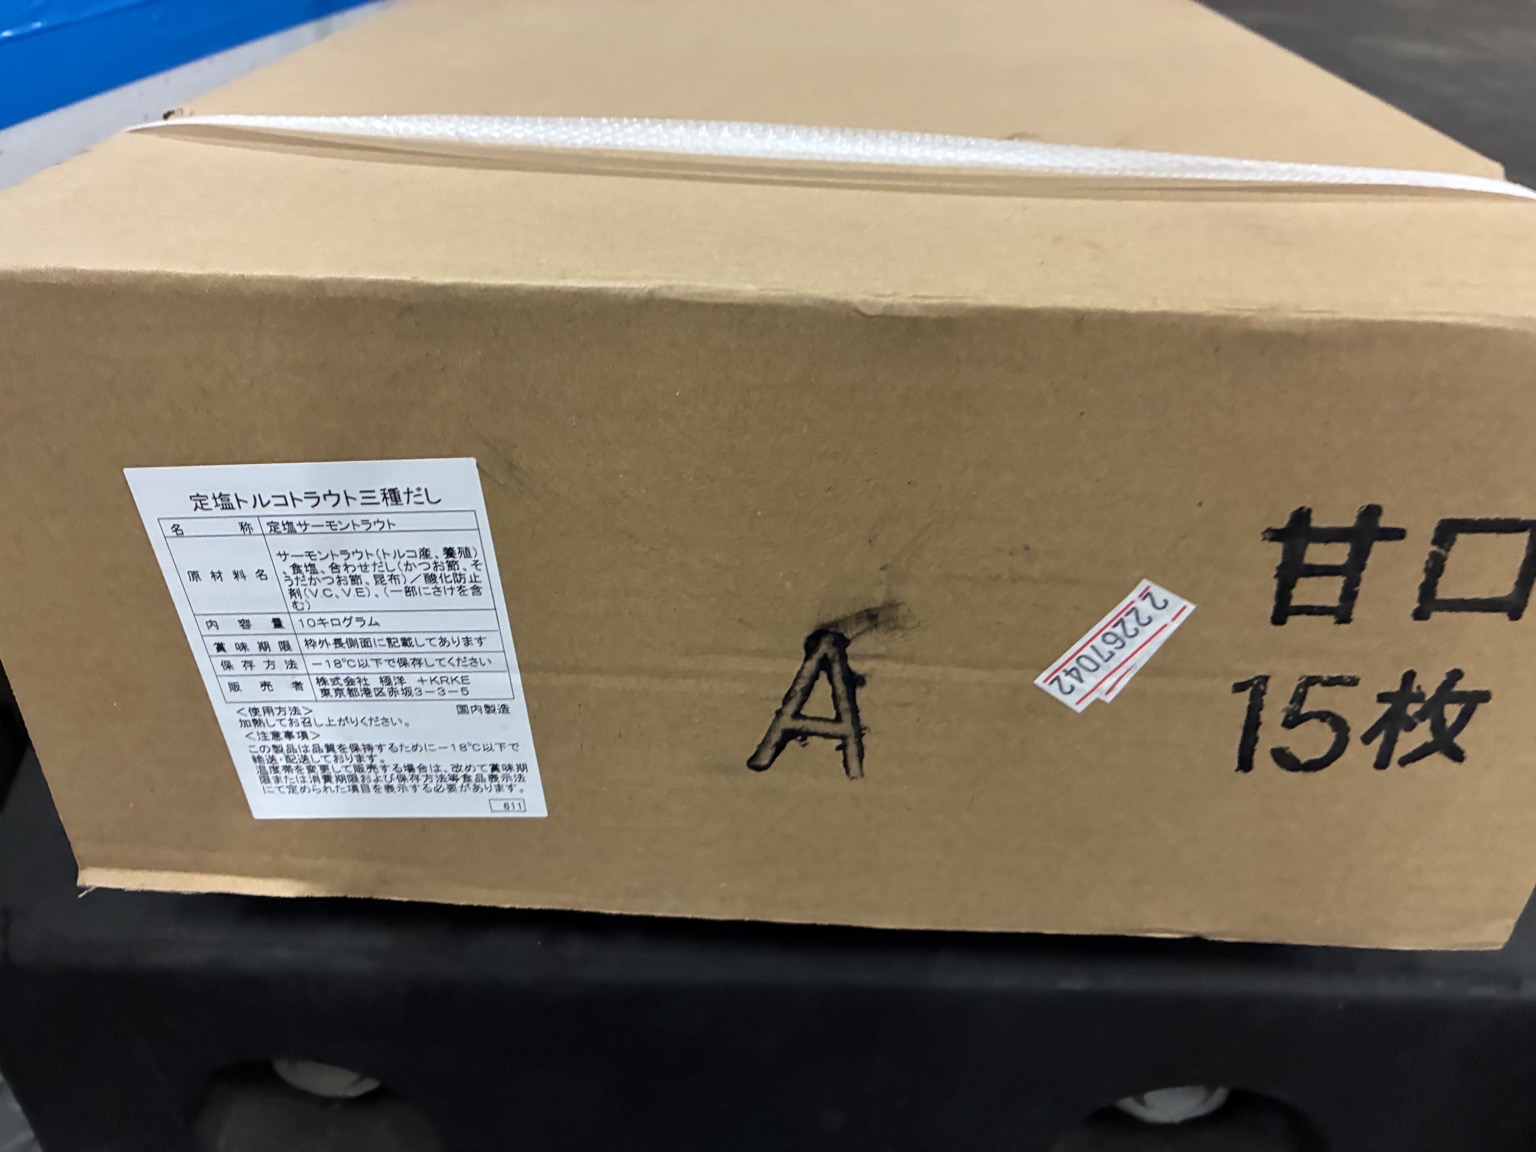 定塩トルコトラウト三種だし
名 称 定塩サーモントラウト
原材料名 サーモントラウト(トルコ産、養殖)
、食塩、合わせだし(かつお節、そ
うだかつお節、昆布)／酸化防止
剤(V.C、V.E)、(一部にさけを含
む)
内容量 10キログラム
賞味期限 枠外長側面に記載してあります
保存方法 −18℃以下で保存してください
販売者 株式会社 極洋 +KRKE
東京都港区赤坂3-3-5
＜使用方法＞ 国内製造
加熱してお召し上がりください。
＜注意事項＞
この製品は品質を保持するために−18℃以下で
輸送・配送しております。
温度帯を変更して販売する場合は、改めて賞味期
限または消費期限および保存方法等食品表示法
にて定められた項目を表示する必要があります。
611
A
22267042
甘口
15枚